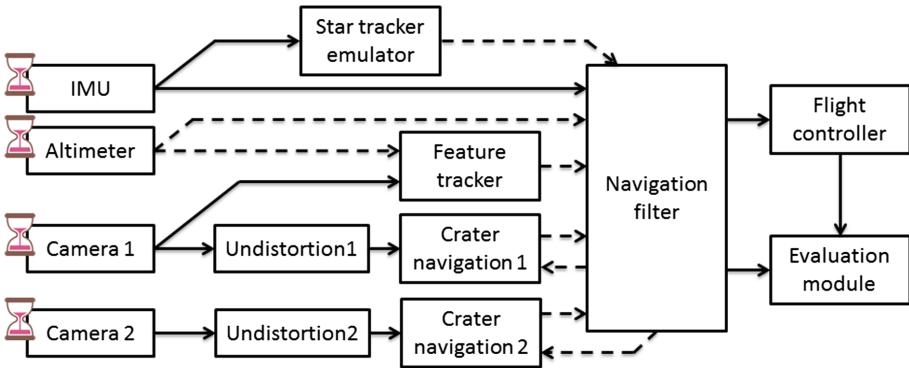 Star tracker
emulator
IMU
Altimeter
Feature
tracker
Navigation
filter
Flight
controller
Camera 1
Undistortion1
Crater
navigation 1
Evaluation
module
Camera 2
Undistortion2
Crater
navigation 2